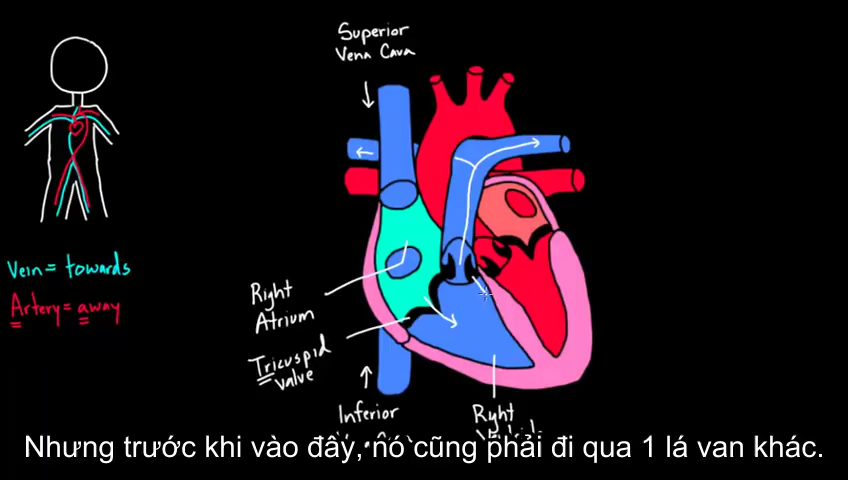 Superior
Vena Cava
Vein = towards
Artery = away
Right
Atrium
Tricuspid
valve
Inferior
Right
Nhưng trước khi vào đây, nó cũng phải đi qua 1 lá van khác.